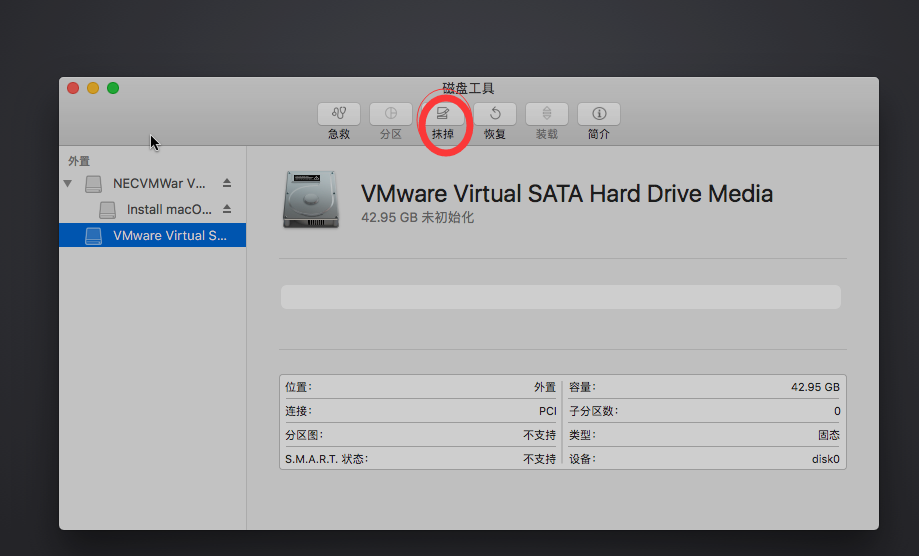 磁盘工具
急救
分区
抹掉
恢复
装载
简介
外置
NECVMWar V...
Install macO...
VMware Virtual S...
VMware Virtual SATA Hard Drive Media
42.95 GB 未初始化
位置: 外置
容量: 42.95 GB
连接: PCI
子分区数: 0
分区图: 不支持
类型: 固态
S.M.A.R.T. 状态: 不支持
设备: disk0